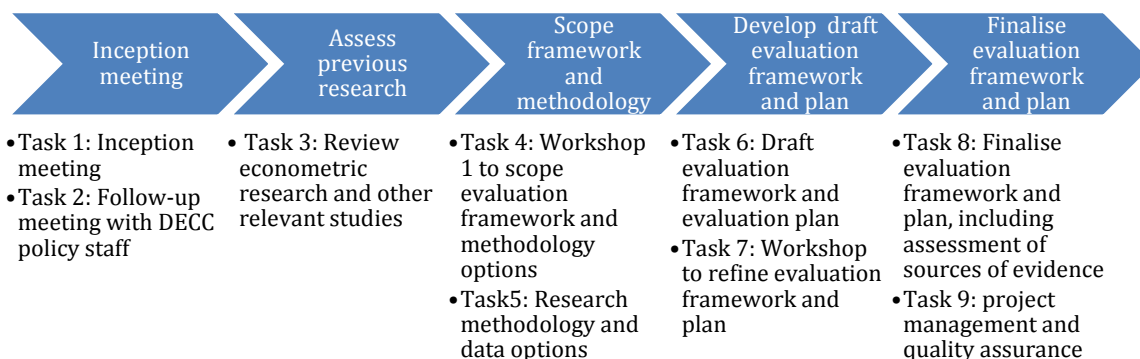 Inception
meeting
Assess
previous
research
Scope
framework
and
methodology
Develop draft
evaluation
framework
and plan
Finalise
evaluation
framework
and plan
•Task 1: Inception
meeting
•Task 2: Follow-up
meeting with DECC
policy staff
• Task 3: Review
econometric
research and other
relevant studies
•Task 4: Workshop
1 to scope
evaluation
framework and
methodology
options
•Task5: Research
methodology and
data options
•Task 6: Draft
evaluation
framework and
evaluation plan
•Task 7: Workshop
to refine evaluation
framework and
plan
•Task 8: Finalise
evaluation
framework and
plan, including
assessment of
sources of evidence
•Task 9: project
management and
quality assurance